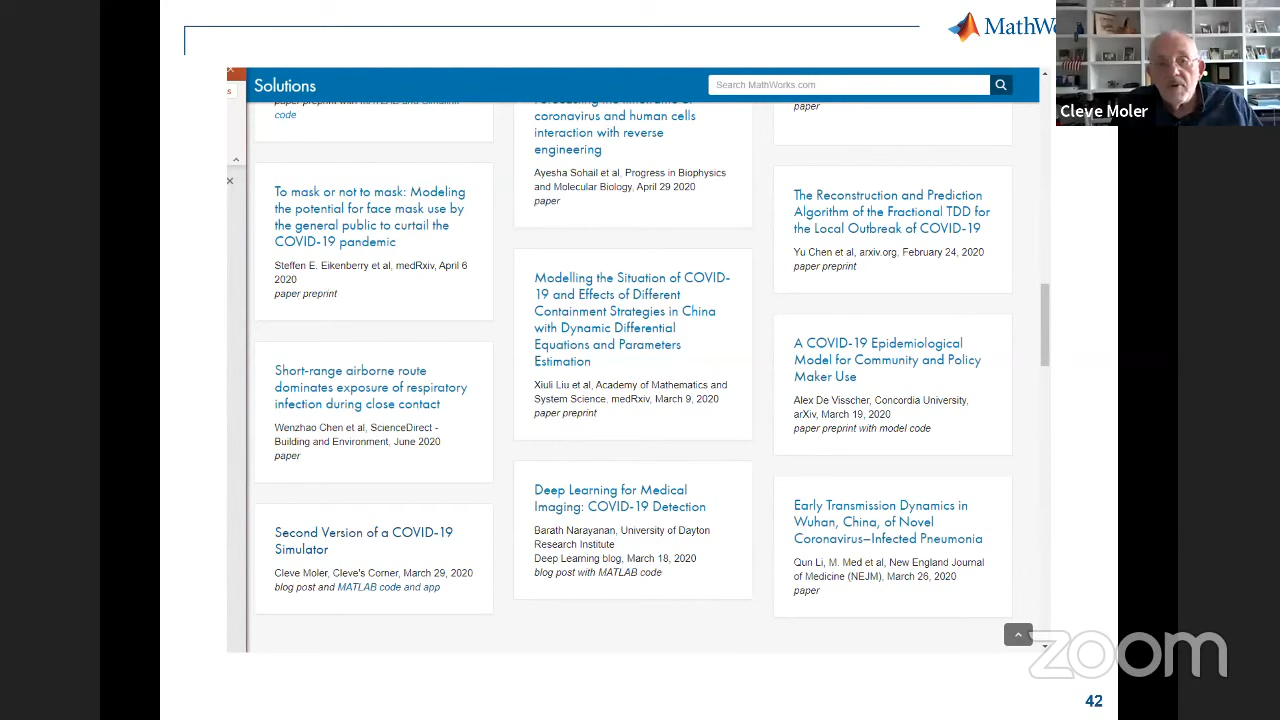 MathWo
Cleve Moler
Solutions
Search MathWorks.com
s
code
To mask or not to mask: Modeling
the potential for face mask use by
the general public to curtail the
COVID-19 pandemic
Steffen E. Eikenberry et al, medRxiv, April 6
2020
paper preprint
Short-range airborne route
dominates exposure of respiratory
infection during close contact
Wenzhao Chen et al, ScienceDirect -
Building and Environment, June 2020
paper
Second Version of a COVID-19
Simulator
Cleve Moler, Cleve's Corner, March 29, 2020
blog post and MATLAB code and app
coronavirus and human cells
interaction with reverse
engineering
Ayesha Sohail et al, Progress in Biophysics
and Molecular Biology, April 29 2020
paper
Modelling the Situation of COVID-
19 and Effects of Different
Containment Strategies in China
with Dynamic Differential
Equations and Parameters
Estimation
Xiuli Liu et al, Academy of Mathematics and
System Science, medRxiv, March 9, 2020
paper preprint
Deep Learning for Medical
Imaging: COVID-19 Detection
Barath Narayanan, University of Dayton
Research Institute
Deep Learning blog, March 18, 2020
blog post with MATLAB code
paper
The Reconstruction and Prediction
Algorithm of the Fractional TDD for
the Local Outbreak of COVID-19
Yu Chen et al, arxiv.org, February 24, 2020
paper preprint
A COVID-19 Epidemiological
Model for Community and Policy
Maker Use
Alex De Visscher, Concordia University,
arXiv, March 19, 2020
paper preprint with model code
Early Transmission Dynamics in
Wuhan, China, of Novel
Coronavirus–Infected Pneumonia
Qun Li, M. Med et al, New England Journal
of Medicine (NEJM), March 26, 2020
paper
zoom
42